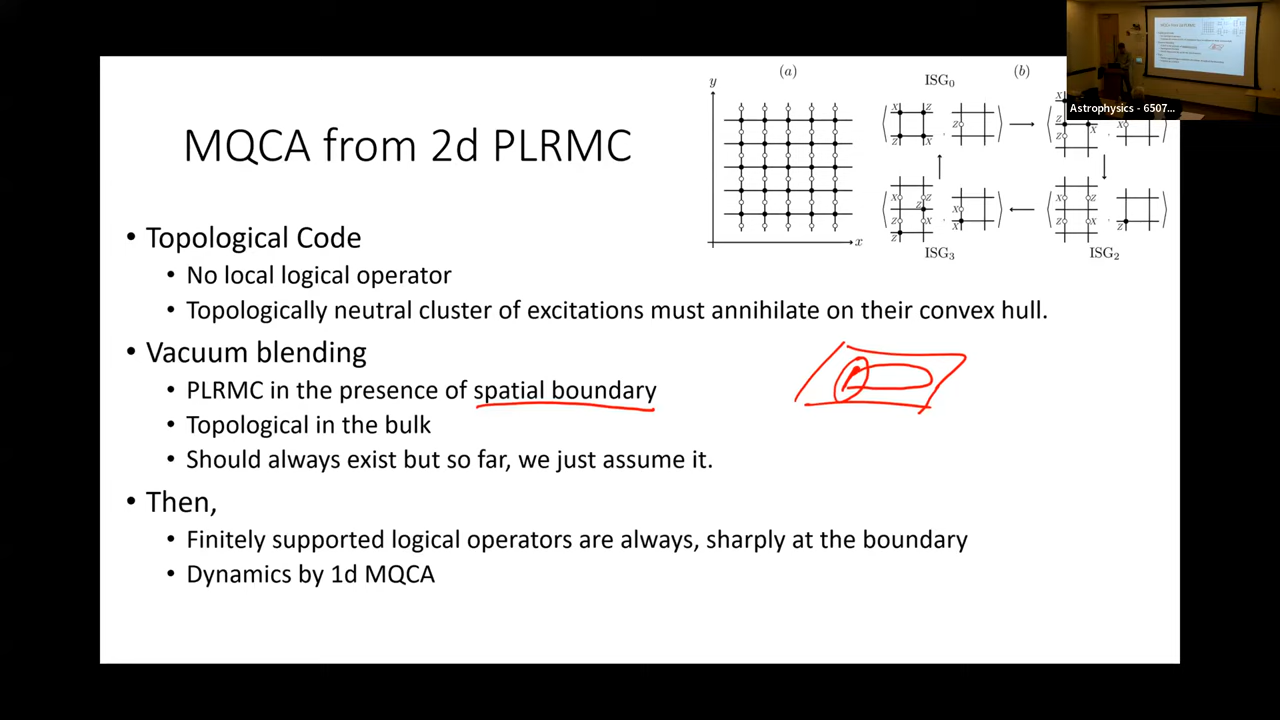 MQCA from 2d PLRMC
(a)
y
x
(b)
ISG0
ISG3
ISG2
Astrophysics - 6507...
• Topological Code
• No local logical operator
• Topologically neutral cluster of excitations must annihilate on their convex hull.
• Vacuum blending
• PLRMC in the presence of spatial boundary
• Topological in the bulk
• Should always exist but so far, we just assume it.
• Then,
• Finitely supported logical operators are always, sharply at the boundary
• Dynamics by 1d MQCA